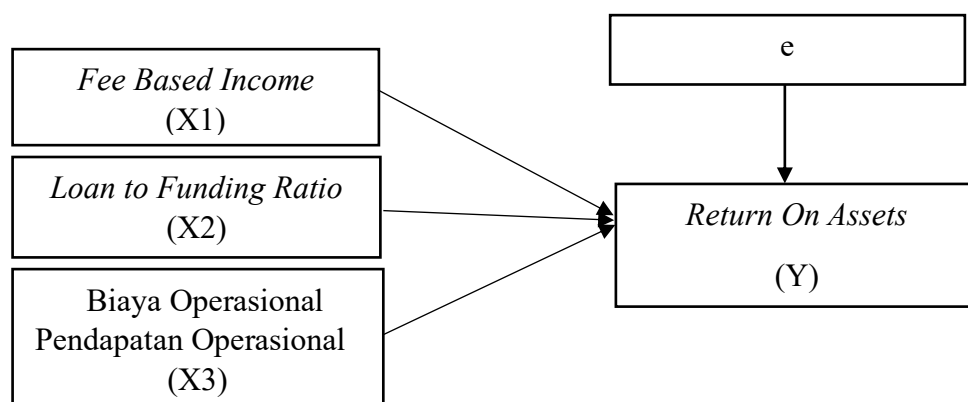 e
Fee Based Income
(X1)
Loan to Funding Ratio
(X2)
Return On Assets
(Y)
Biaya Operasional
Pendapatan Operasional
(X3)